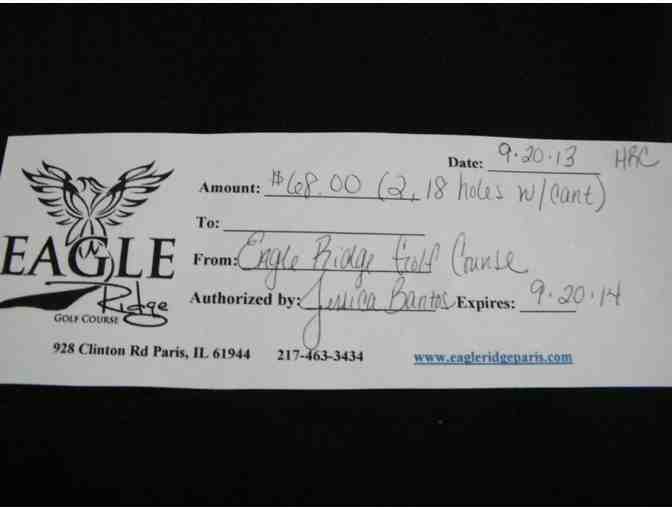 Date: 9·20·13 HRC
Amount: $68.00 (2, 18 holes w/cart)
To:
EAGLE
From: Eagle Ridge Golf Course
Ridge
Authorized by: Jessica Bantos Expires: 9.20.14
GOLF COURSE
928 Clinton Rd Paris, IL 61944 217-463-3434 www.eagleridgeparis.com